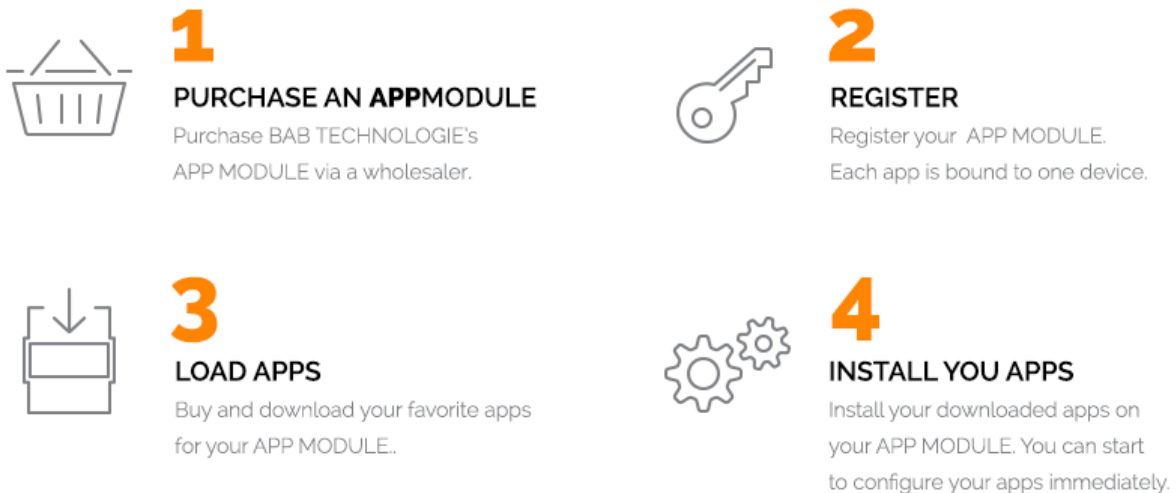 1
PURCHASE AN APPMODULE
Purchase BAB TECHNOLOGIE's
APP MODULE via a wholesaler.
2
REGISTER
Register your APP MODULE.
Each app is bound to one device.
3
LOAD APPS
Buy and download your favorite apps
for your APP MODULE..
4
INSTALL YOU APPS
Install your downloaded apps on
your APP MODULE. You can start
to configure your apps immediately.